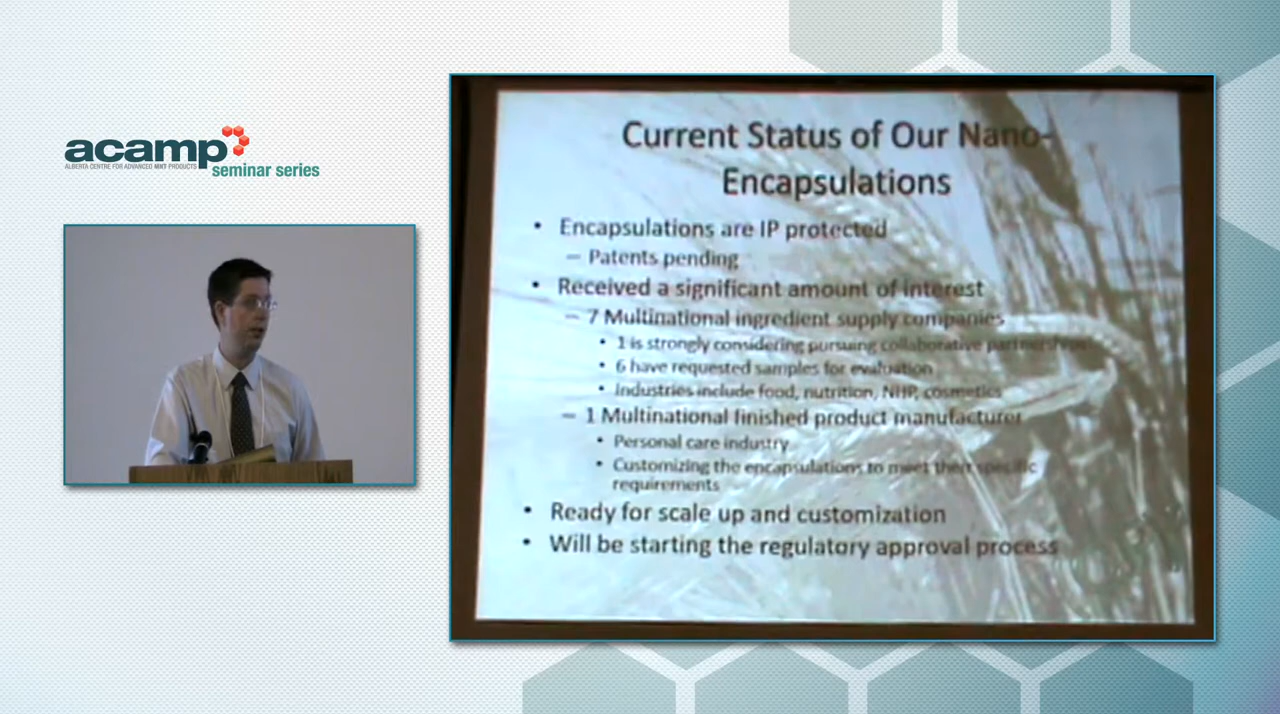 acamp
ALBERTA CENTRE FOR ADVANCED MNT PRODUCTS
seminar series
Current Status of Our Nano-
Encapsulations
• Encapsulations are IP protected
– Patents pending
• Received a significant amount of interest
– 7 Multinational ingredient supply companies
• 1 is strongly considering pursuing collaborative partnerships
• 6 have requested samples for evaluation
• Industries include food, nutrition, NHP, cosmetics
– 1 Multinational finished product manufacturer
• Personal care industry
• Customizing the encapsulations to meet their specific
requirements
• Ready for scale up and customization
• Will be starting the regulatory approval process